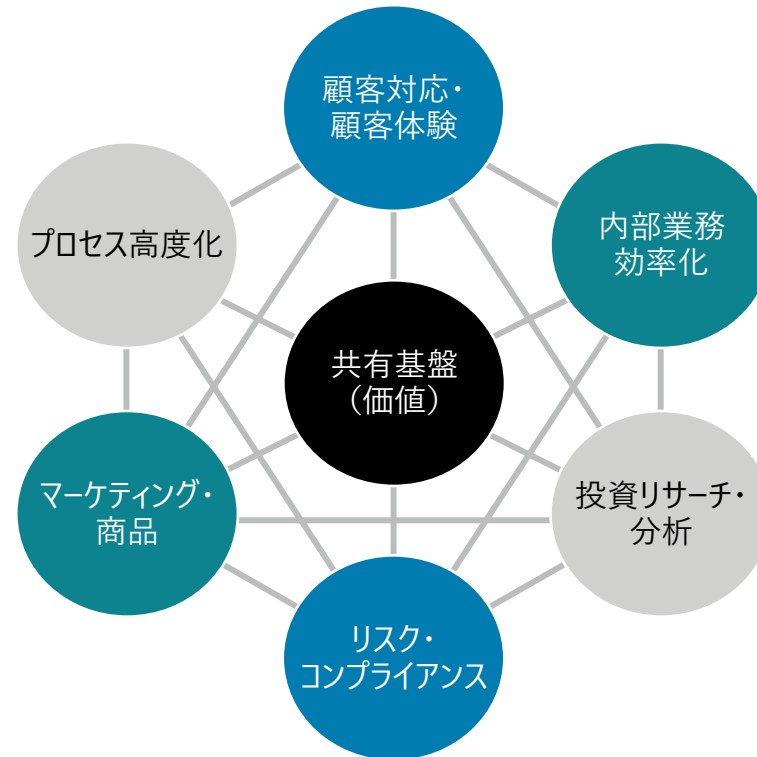 顧客対応・
顧客体験
プロセス高度化
内部業務
効率化
共有基盤
（価値）
マーケティング・
商品
投資リサーチ・
分析
リスク・
コンプライアンス